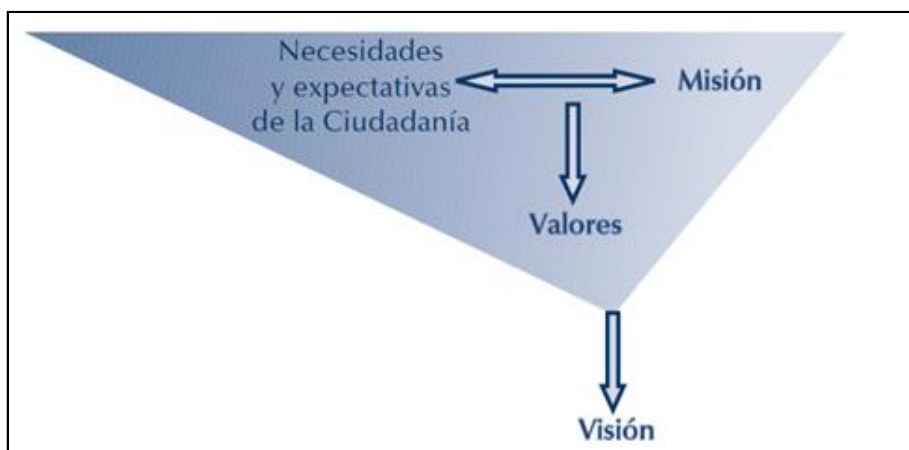 Necesidades
y expectativas
de la Ciudadanía
Misión
Valores
Visión